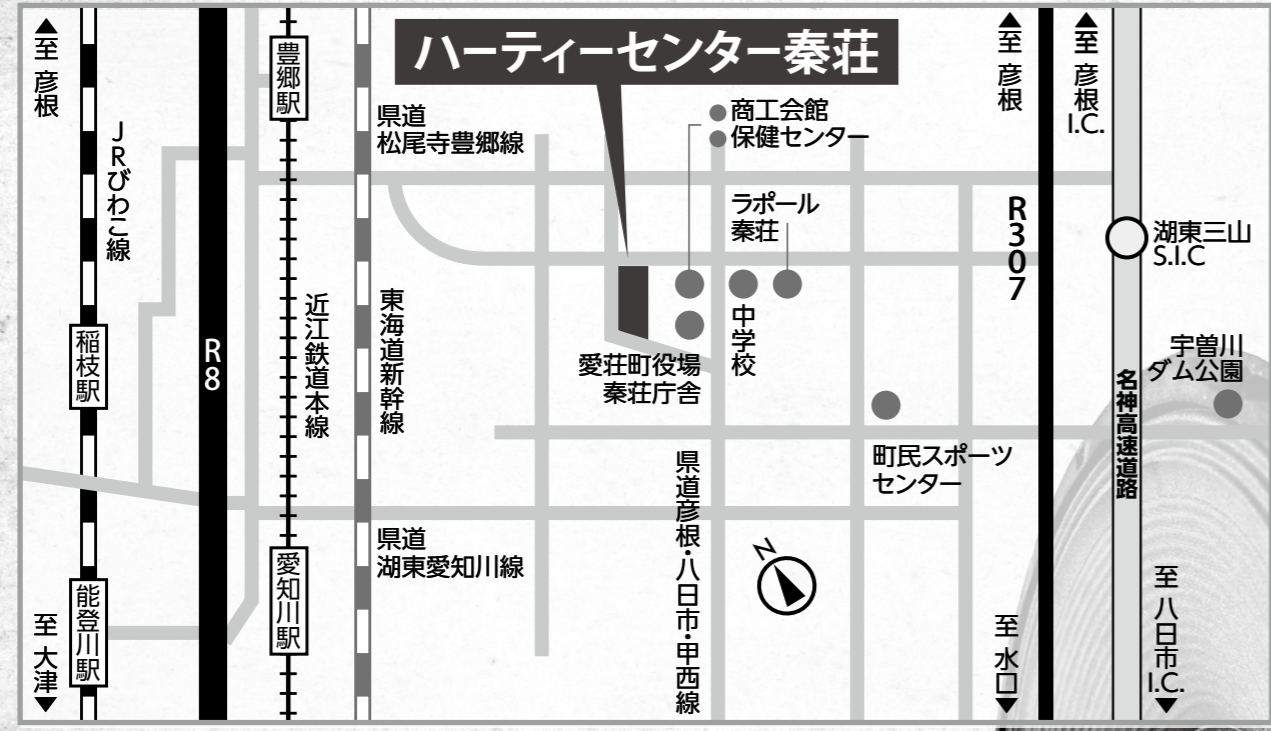 ハーティーセンター秦荘
▲至 彦根
JRびわこ線
稲枝駅
能登川駅
至 大津▼
R8
豊郷駅
近江鉄道本線
愛知川駅
東海道新幹線
県道
松尾寺豊郷線
県道
湖東愛知川線
商工会館
保健センター
ラポール
秦荘
中学校
愛荘町役場
秦荘庁舎
町民スポーツ
センター
県道彦根・八日市・甲西線
N
▲至 彦根
R307
至 水口▼
▲至 彦根
I.C.
湖東三山
S.I.C
宇曽川
ダム公園
名神高速道路
至 八日市
I.C.▼